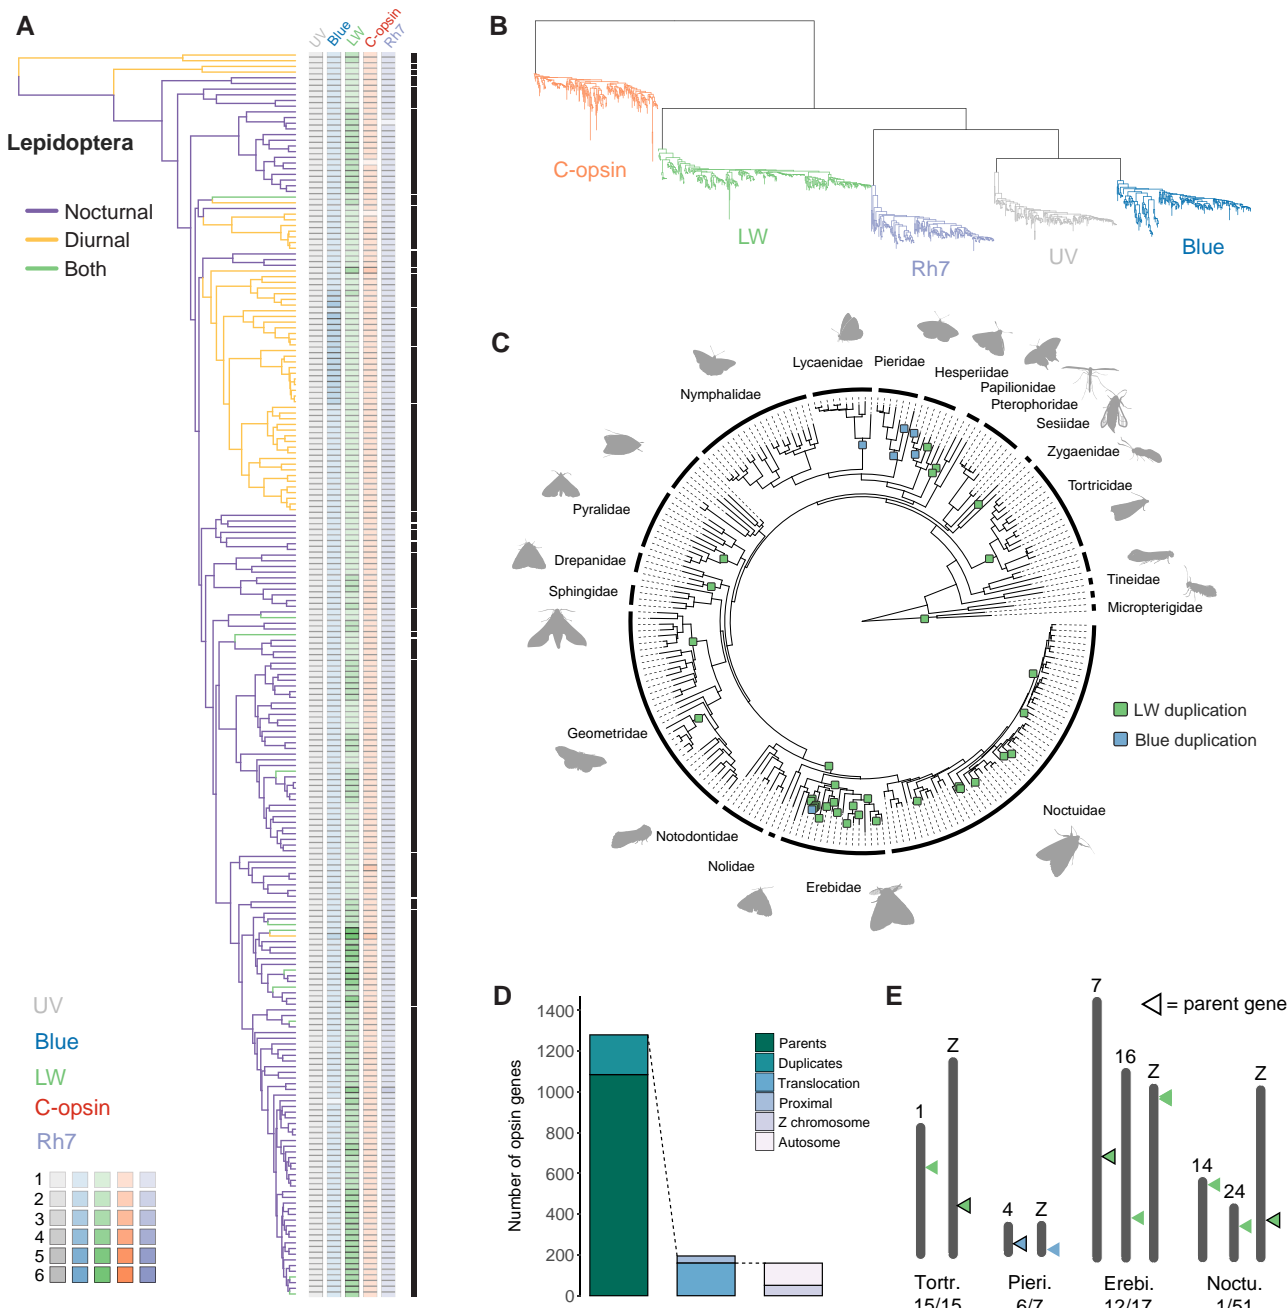 A
UV
Blue
LW
C-opsin
Rh7
Lepidoptera
Nocturnal
Diurnal
Both
UV
Blue
LW
C-opsin
Rh7
1
2
3
4
5
6
B
C-opsin
LW
Rh7
UV
Blue
C
Lycaenidae
Pieridae
Hesperiidae
Papilionidae
Pterophoridae
Sesiidae
Zygaenidae
Tortricidae
Tineidae
Micropterigidae
Nymphalidae
Pyralidae
Drepanidae
Sphingidae
Geometridae
Notodontidae
Nolidae
Erebidae
Noctuidae
LW duplication
Blue duplication
D
Number of opsin genes
1400
1200
1000
800
600
400
200
0
Parents
Duplicates
Translocation
Proximal
Z chromosome
Autosome
E
= parent gene
1
Z
4
Z
7
16
Z
14
24
Z
Tortr.
Pieri.
Erebi.
Noctu.
15/15
6/7
12/17
1/51